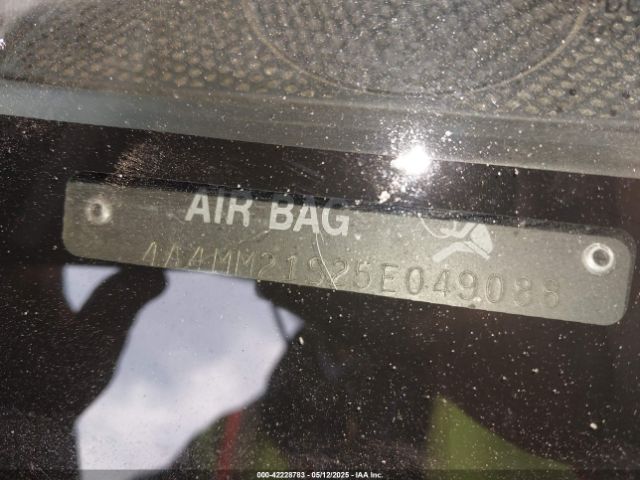 AIR BAG
4A4MM21S25E049088
000-42228783 - 05/12/2025 - IAA Inc.